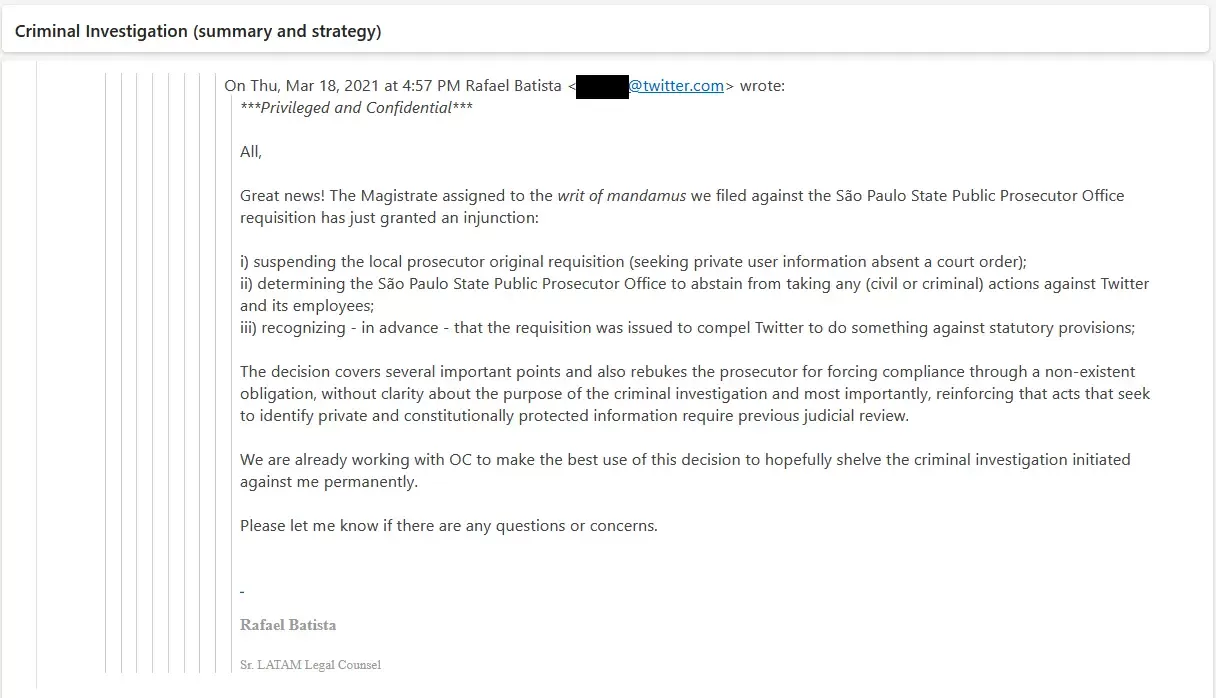 Criminal Investigation (summary and strategy)
On Thu, Mar 18, 2021 at 4:57 PM Rafael Batista <@twitter.com> wrote:
***Privileged and Confidential***
All,
Great news! The Magistrate assigned to the writ of mandamus we filed against the São Paulo State Public Prosecutor Office
requisition has just granted an injunction:
i) suspending the local prosecutor original requisition (seeking private user information absent a court order);
ii) determining the São Paulo State Public Prosecutor Office to abstain from taking any (civil or criminal) actions against Twitter
and its employees;
iii) recognizing - in advance - that the requisition was issued to compel Twitter to do something against statutory provisions;
The decision covers several important points and also rebukes the prosecutor for forcing compliance through a non-existent
obligation, without clarity about the purpose of the criminal investigation and most importantly, reinforcing that acts that seek
to identify private and constitutionally protected information require previous judicial review.
We are already working with OC to make the best use of this decision to hopefully shelve the criminal investigation initiated
against me permanently.
Please let me know if there are any questions or concerns.
-
Rafael Batista
Sr. LATAM Legal Counsel